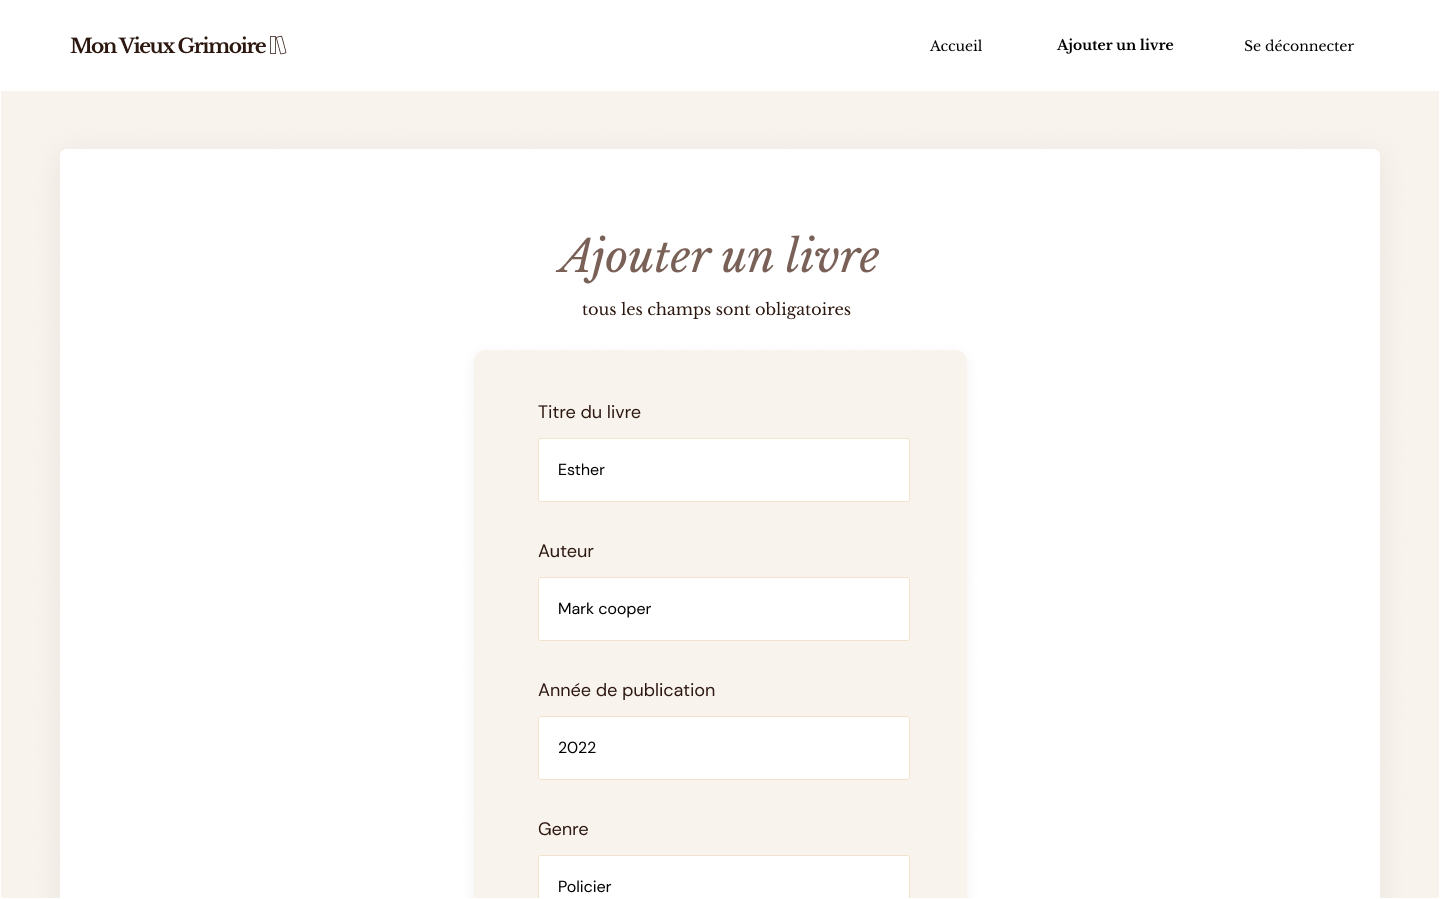 Mon Vieux Grimoire
Accueil
Ajouter un livre
Se déconnecter
Ajouter un livre
tous les champs sont obligatoires
Titre du livre
Esther
Auteur
Mark cooper
Année de publication
2022
Genre
Policier